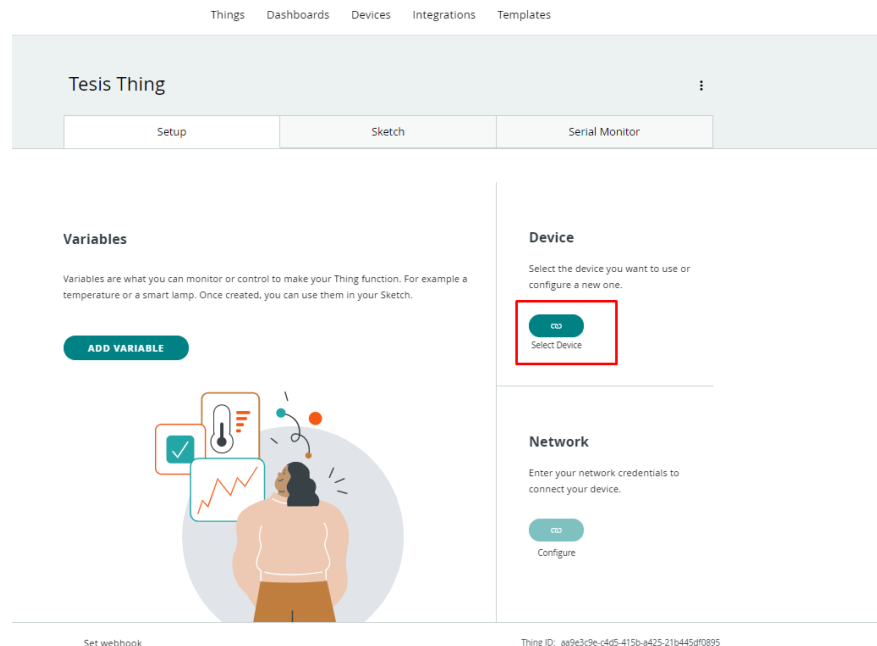 Things Dashboards Devices Integrations Templates
Tesis Thing
Setup Sketch Serial Monitor
Variables
Variables are what you can monitor or control to make your Thing function. For example a
temperature or a smart lamp. Once created, you can use them in your Sketch.
ADD VARIABLE
Device
Select the device you want to use or
configure a new one.
Select Device
Network
Enter your network credentials to
connect your device.
Configure
Set webhook
Thing ID: aa9e3c9e-c4d5-415b-a425-21b445df0895